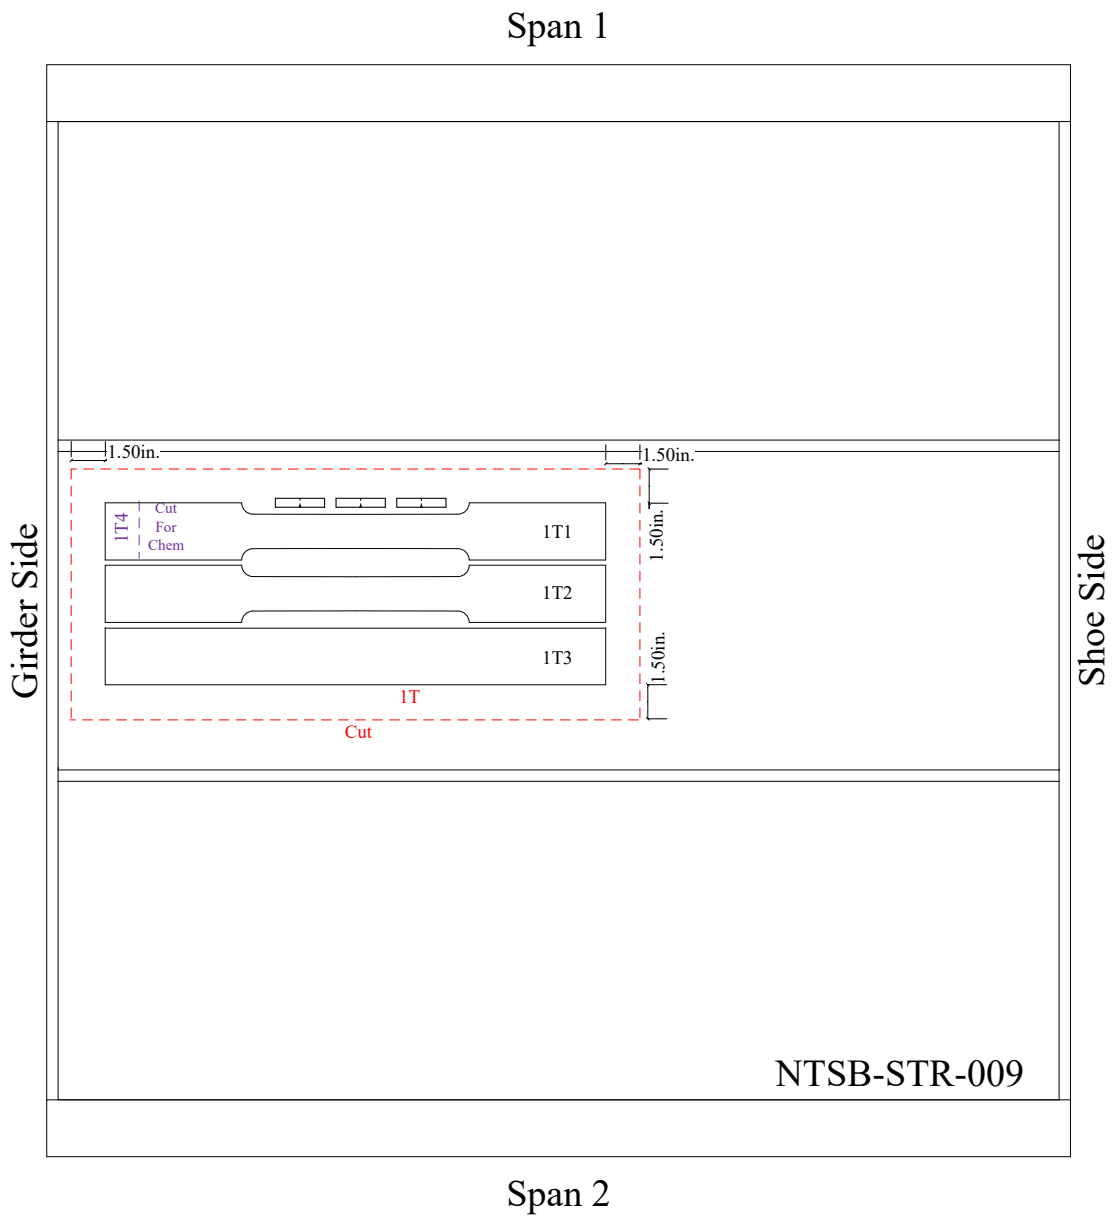 Span 1
1.50in.
1.50in.
1T4
Cut
For
Chem
1T1
1.50in.
1T2
Girder Side
Shoe Side
1T3
1.50in.
1T
Cut
NTSB-STR-009
Span 2